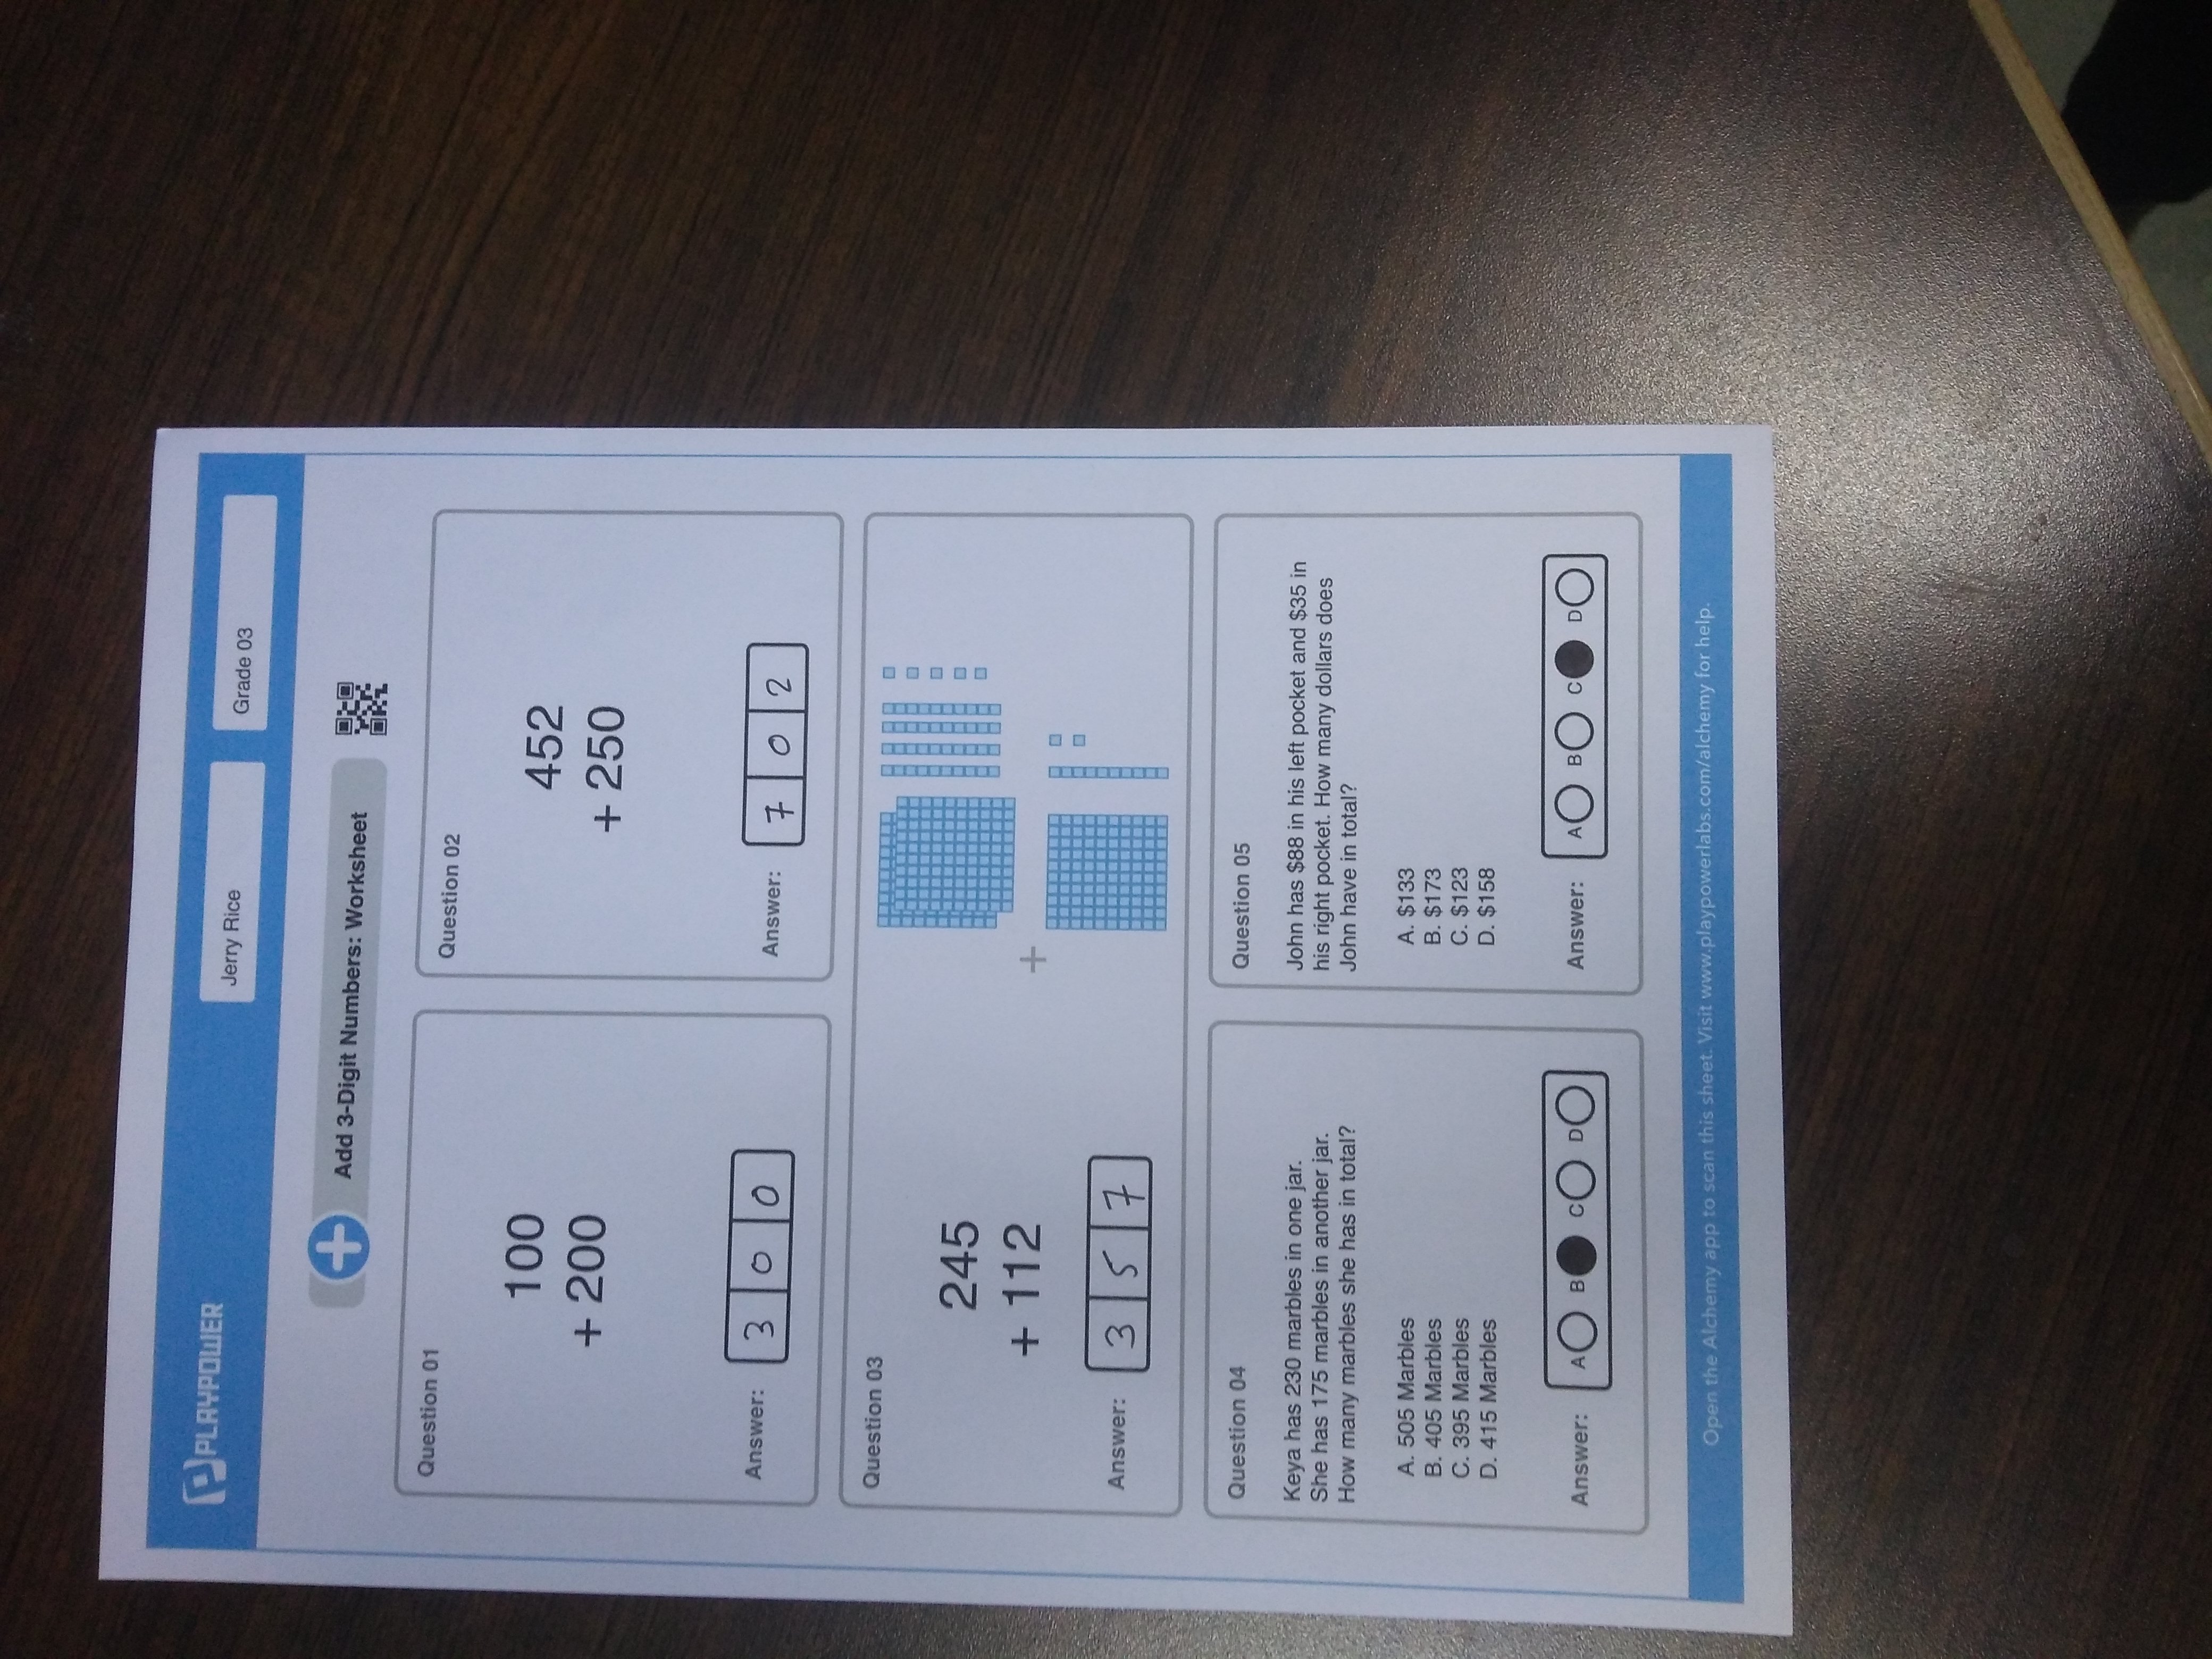 PLAYPOWER
Jerry Rice
Grade 03
Add 3-Digit Numbers: Worksheet
Question 01
100
+ 200
Answer: 3 0 0
Question 02
452
+ 250
Answer: 7 0 2
Question 03
245
+ 112
Answer: 3 5 7
+
Question 04
Keya has 230 marbles in one jar.
She has 175 marbles in another jar.
How many marbles she has in total?
A. 505 Marbles
B. 405 Marbles
C. 395 Marbles
D. 415 Marbles
Answer: A B C D
Question 05
John has $88 in his left pocket and $35 in
his right pocket. How many dollars does
John have in total?
A. $133
B. $173
C. $123
D. $158
Answer: A B C D
Open the Alchemy app to scan this sheet. Visit www.playpowerlabs.com/alchemy for help.